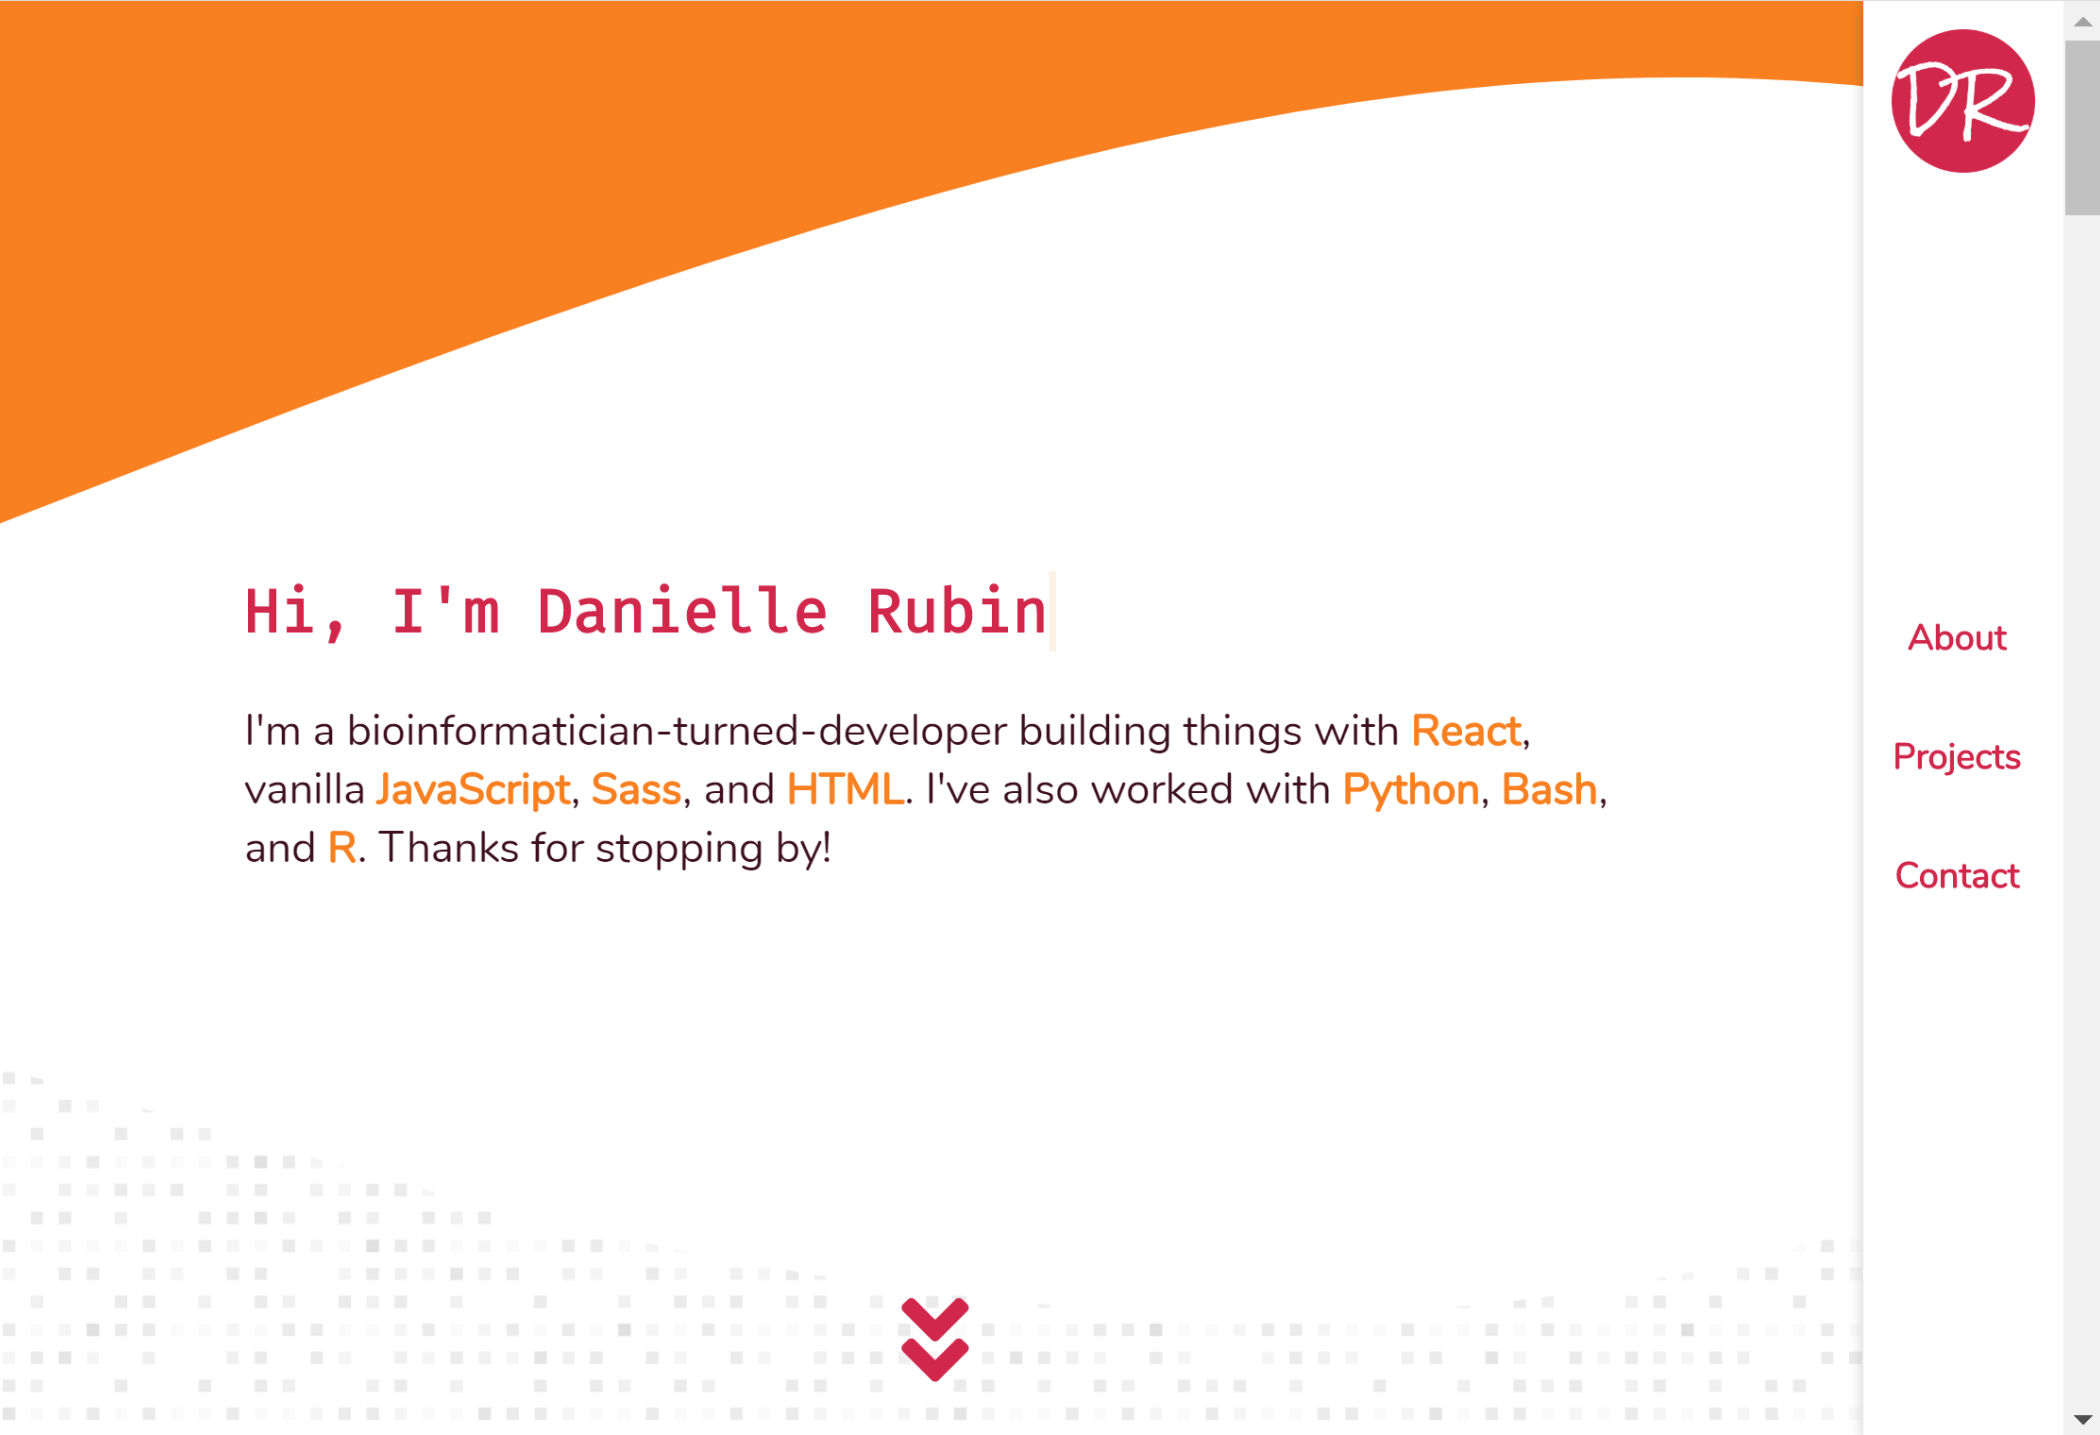 DR
Hi, I'm Danielle Rubin
I'm a bioinformatician-turned-developer building things with React,
vanilla JavaScript, Sass, and HTML. I've also worked with Python, Bash,
and R. Thanks for stopping by!
About
Projects
Contact